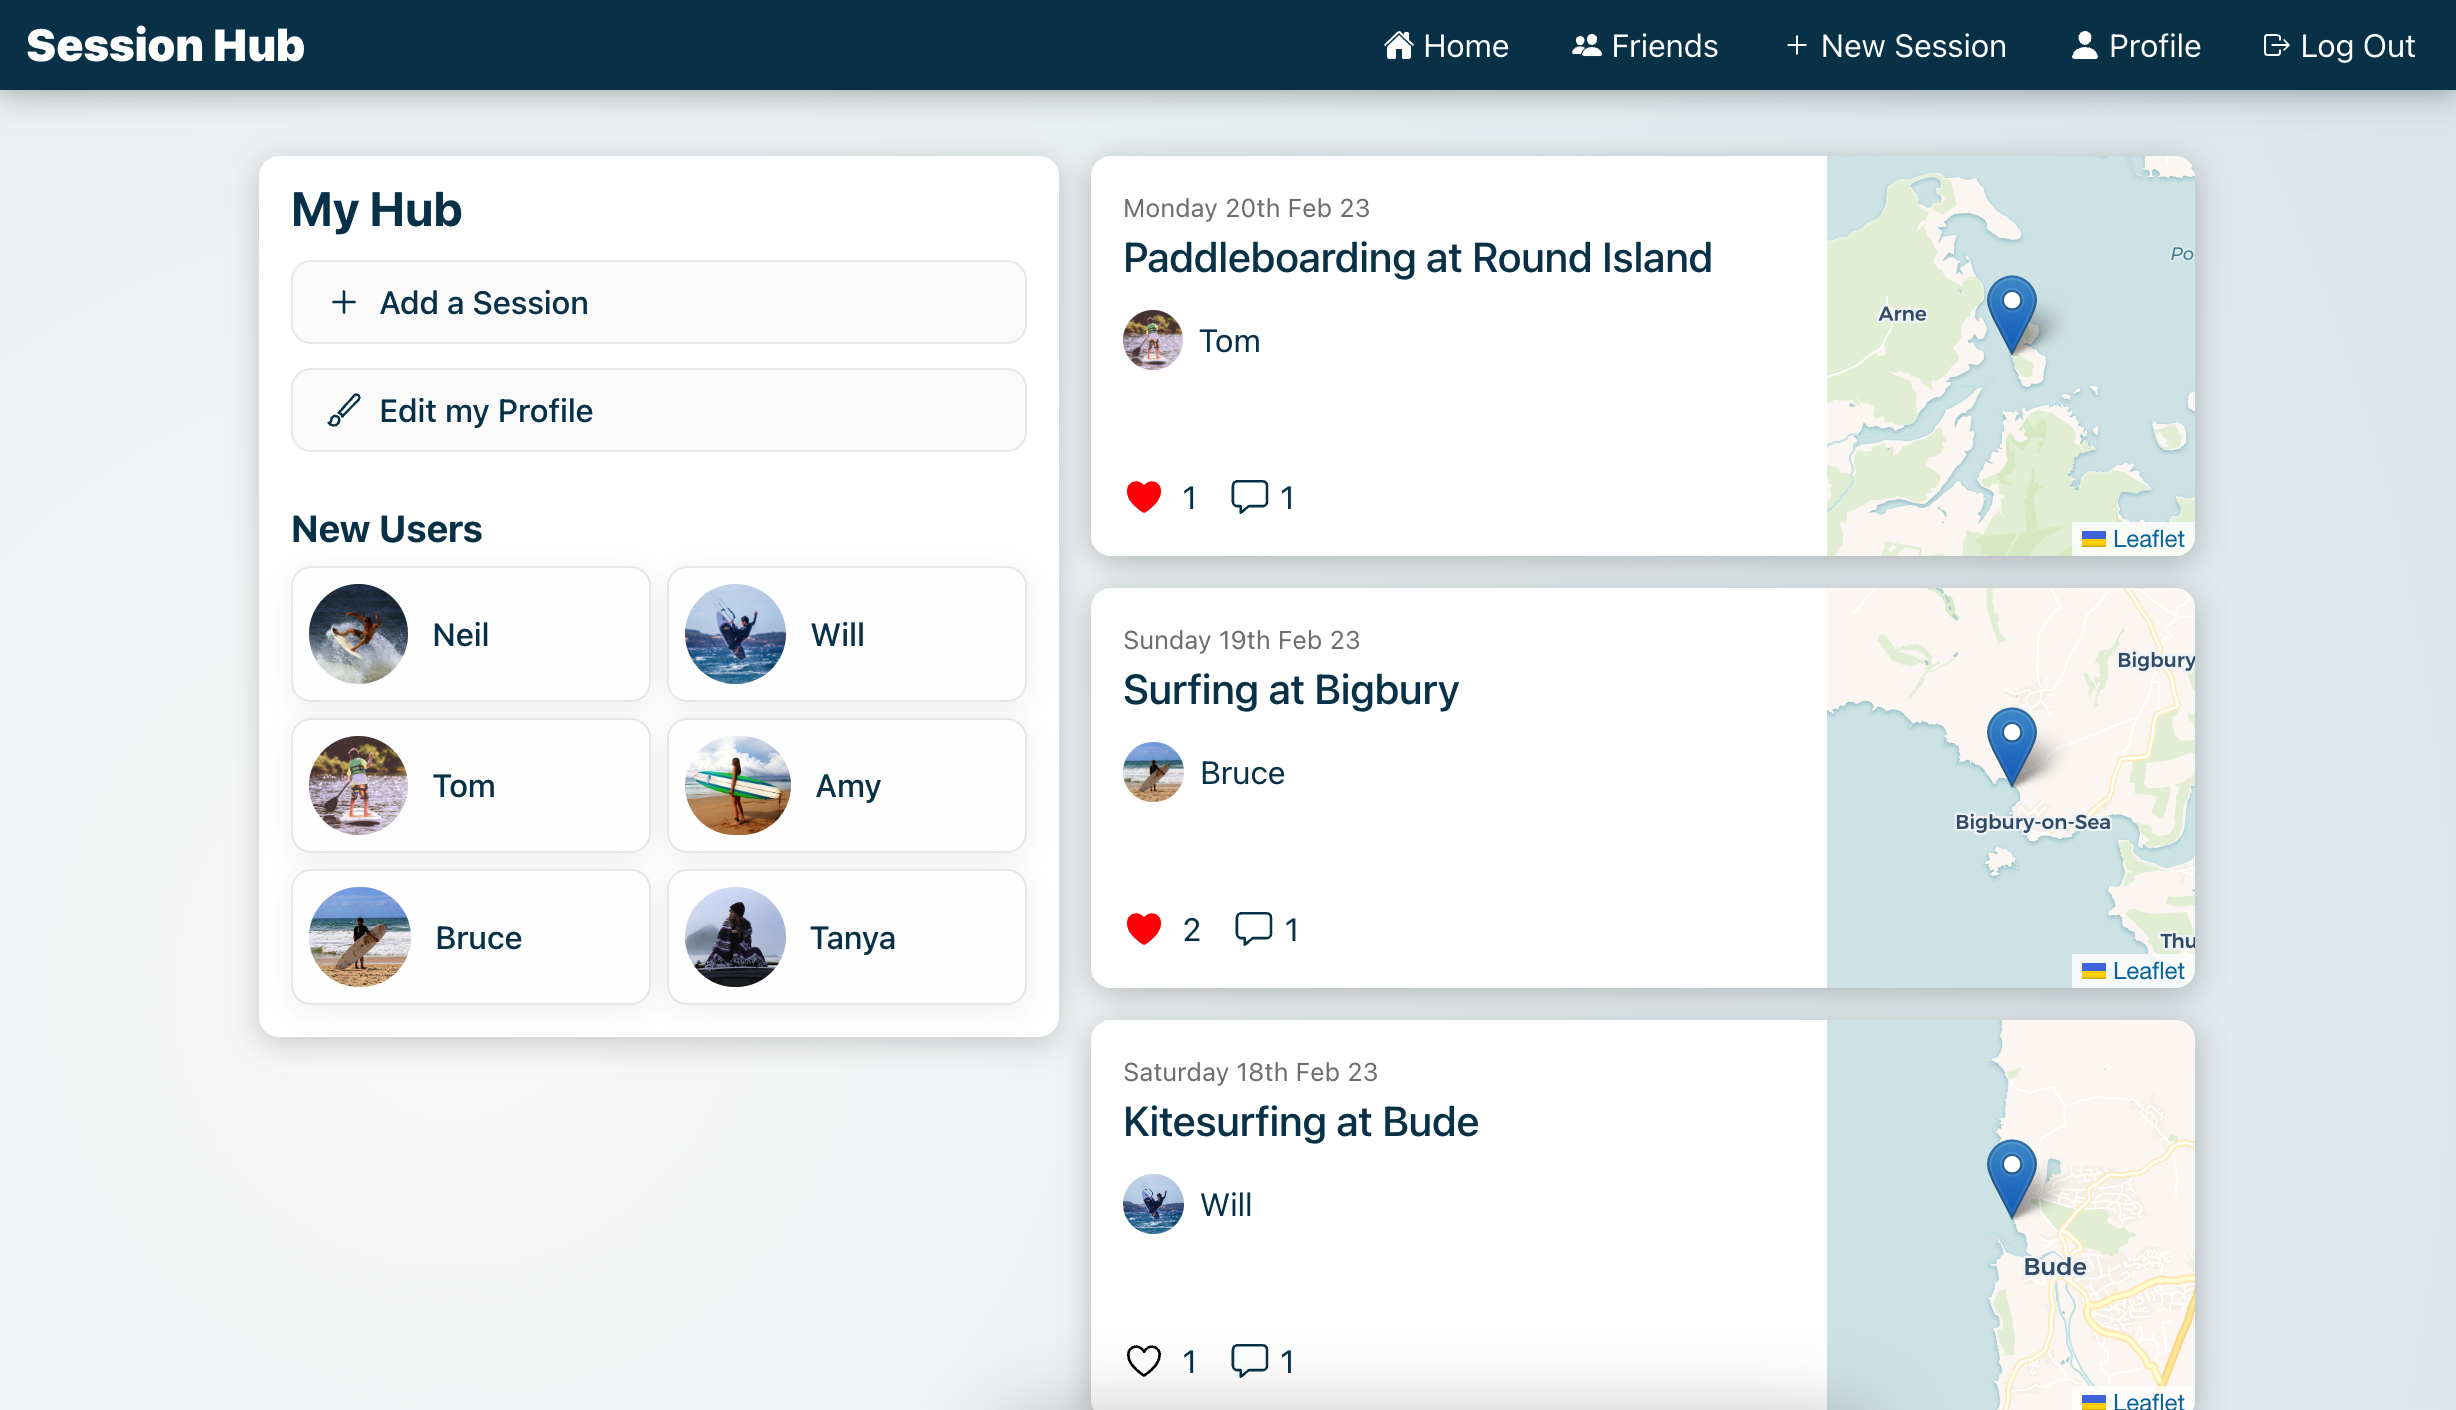 Session Hub
Home
Friends
+ New Session
Profile
Log Out
My Hub
+ Add a Session
Edit my Profile
New Users
Neil
Will
Tom
Amy
Bruce
Tanya
Monday 20th Feb 23
Paddleboarding at Round Island
Tom
1
1
Arne
Po
Leaflet
Sunday 19th Feb 23
Surfing at Bigbury
Bruce
2
1
Bigbury
Bigbury-on-Sea
Thu
Leaflet
Saturday 18th Feb 23
Kitesurfing at Bude
Will
1
1
Bude
Leaflet